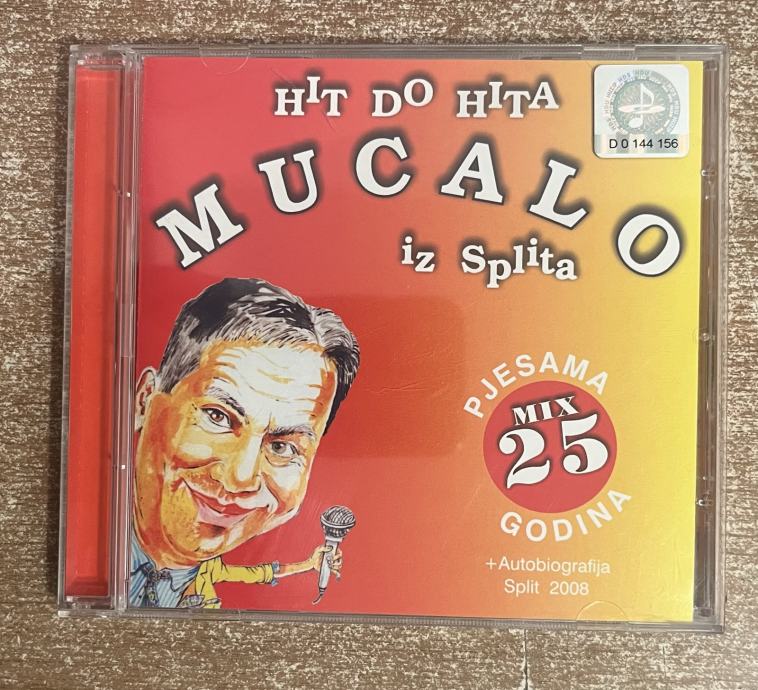 HIT DO HITA
D 0 144 156
MUCALO
iz Splita
PJESAMA
MIX
25
GODINA
+Autobiografija
Split 2008